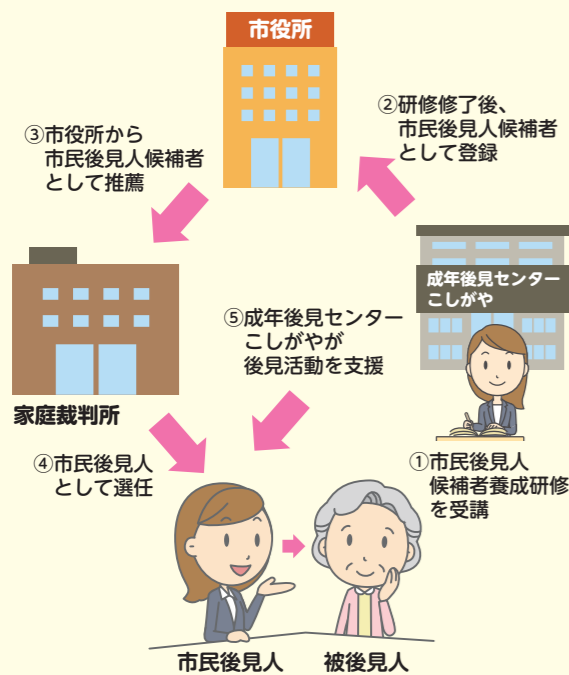 市役所
②研修修了後、
市民後見人候補者
として登録
③市役所から
市民後見人候補者
として推薦
成年後見センター
こしがや
⑤成年後見センター
こしがやが
後見活動を支援
家庭裁判所
④市民後見人
として選任
①市民後見人
候補者養成研修
を受講
市民後見人
被後見人